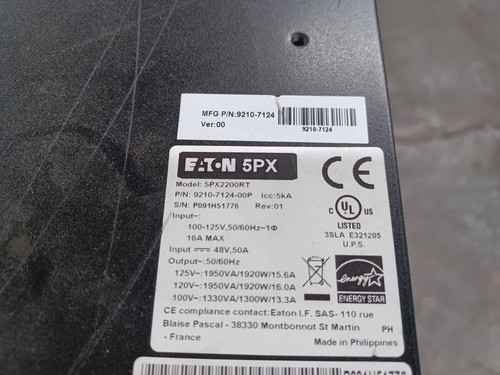 MFG P/N:9210-7124
Ver:00
9210-7124
EATON 5PX
CE
Model: 5PX2200RT
P/N: 9210-7124-00P Icc:5kA
S/N: P091H51776 Rev:01
Input~:
100-125V,50/60Hz~1Φ
16A MAX
Input ⎓ 48V,50A
Output~:50/60Hz
125V~:1950VA/1920W/15.6A
120V~:1950VA/1920W/16.0A
100V~:1330VA/1300W/13.3A
c UL us
LISTED
3SLA E321205
U.P.S.
energy
ENERGY STAR
CE compliance contact:Eaton I.F. SAS- 110 rue
Blaise Pascal - 38330 Montbonnot St Martin PH
- France Made in Philippines